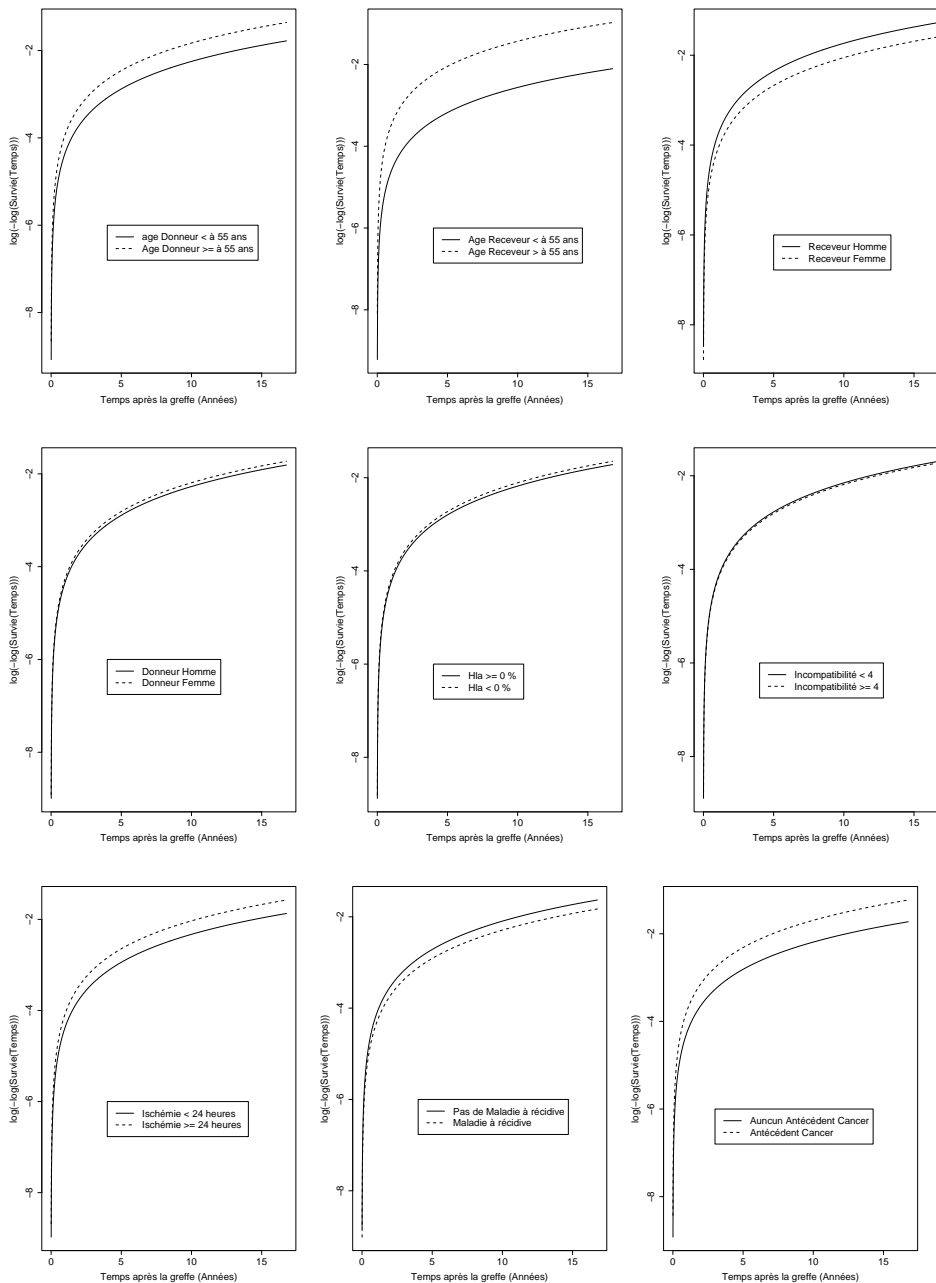 log(−log(Survie(Temps)))
−2
−4
−6
−8
age Donneur < à 55 ans
Age Donneur >= à 55 ans
0 5 10 15
Temps après la greffe (Années)
log(−log(Survie(Temps)))
−2
−4
−6
−8
Age Receveur < à 55 ans
Age Receveur > à 55 ans
0 5 10 15
Temps après la greffe (Années)
log(−log(Survie(Temps)))
−2
−4
−6
−8
Receveur Homme
Receveur Femme
0 5 10 15
Temps après la greffe (Années)
log(−log(Survie(Temps)))
−2
−4
−6
−8
Donneur Homme
Donneur Femme
0 5 10 15
Temps après la greffe (Années)
log(−log(Survie(Temps)))
−2
−4
−6
−8
Hla >= 0 %
Hla < 0 %
0 5 10 15
Temps après la greffe (Années)
log(−log(Survie(Temps)))
−2
−4
−6
−8
Incompatibilité < 4
Incompatibilité >= 4
0 5 10 15
Temps après la greffe (Années)
log(−log(Survie(Temps)))
−2
−4
−6
−8
Ischémie < 24 heures
Ischémie >= 24 heures
0 5 10 15
Temps après la greffe (Années)
log(−log(Survie(Temps)))
−2
−4
−6
−8
Pas de Maladie à récidive
Maladie à récidive
0 5 10 15
Temps après la greffe (Années)
log(−log(Survie(Temps)))
−2
−4
−6
−8
Auncun Antécédent Cancer
Antécédent Cancer
0 5 10 15
Temps après la greffe (Années)